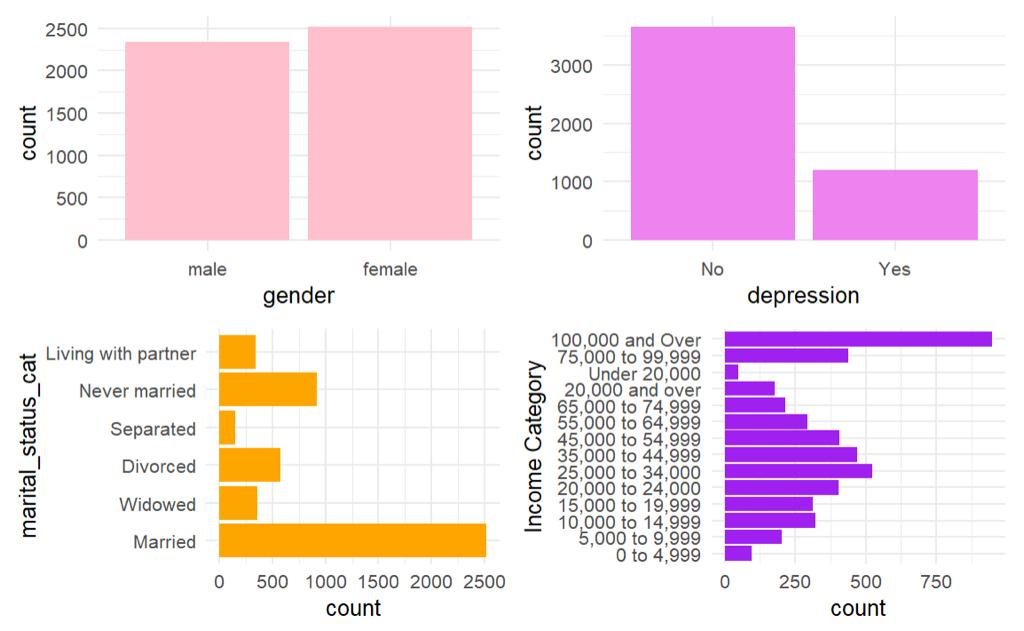 2500
2000
1500
1000
500
0
count
male female
gender
3000
2000
1000
0
count
No Yes
depression
marital_status_cat
Living with partner
Never married
Separated
Divorced
Widowed
Married
0 500 1000 1500 2000 2500
count
Income Category
100,000 and Over
75,000 to 99,999
Under 20,000
20,000 and over
65,000 to 74,999
55,000 to 64,999
45,000 to 54,999
35,000 to 44,999
25,000 to 34,000
20,000 to 24,000
15,000 to 19,999
10,000 to 14,999
5,000 to 9,999
0 to 4,999
0 250 500 750
count